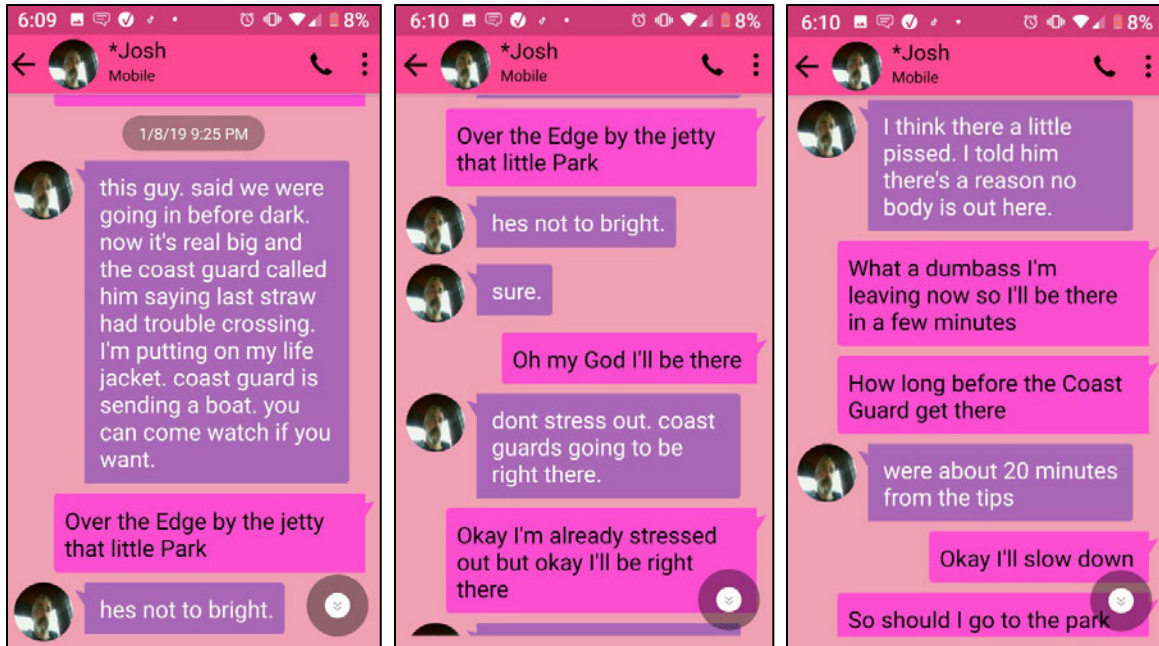 6:09
8%
*Josh
Mobile
1/8/19 9:25 PM
this guy. said we were
going in before dark.
now it's real big and
the coast guard called
him saying last straw
had trouble crossing.
I'm putting on my life
jacket. coast guard is
sending a boat. you
can come watch if you
want.
Over the Edge by the jetty
that little Park
hes not to bright.
6:10
8%
*Josh
Mobile
Over the Edge by the jetty
that little Park
hes not to bright.
sure.
Oh my God I'll be there
dont stress out. coast
guards going to be
right there.
Okay I'm already stressed
out but okay I'll be right
there
6:10
8%
*Josh
Mobile
I think there a little
pissed. I told him
there's a reason no
body is out here.
What a dumbass I'm
leaving now so I'll be there
in a few minutes
How long before the Coast
Guard get there
were about 20 minutes
from the tips
Okay I'll slow down
So should I go to the park